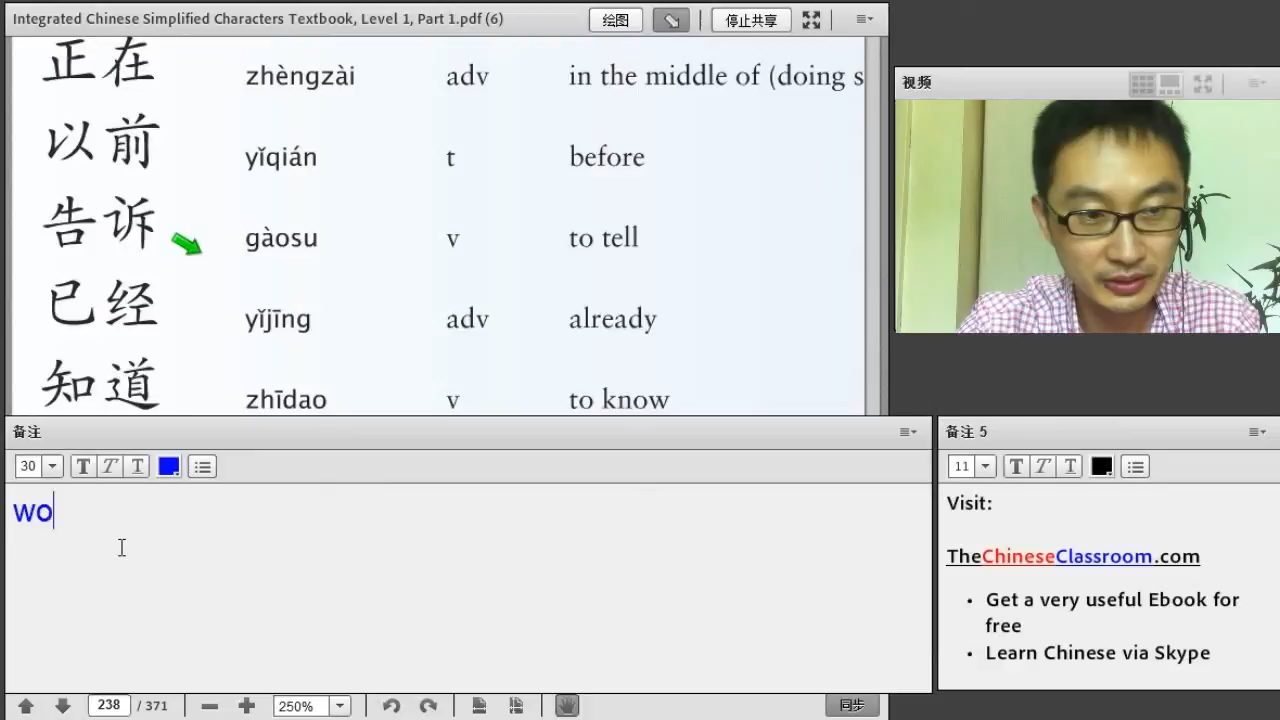 Integrated Chinese Simplified Characters Textbook, Level 1, Part 1.pdf (6)
绘图
停止共享
正在 zhèngzài adv in the middle of (doing s
以前 yǐqián t before
告诉 gàosu v to tell
已经 yǐjīng adv already
知道 zhīdao v to know
视频
备注
30 T T T
wo
238 / 371
250%
同步
备注 5
11 T T T
Visit:
TheChineseClassroom.com
• Get a very useful Ebook for
free
• Learn Chinese via Skype